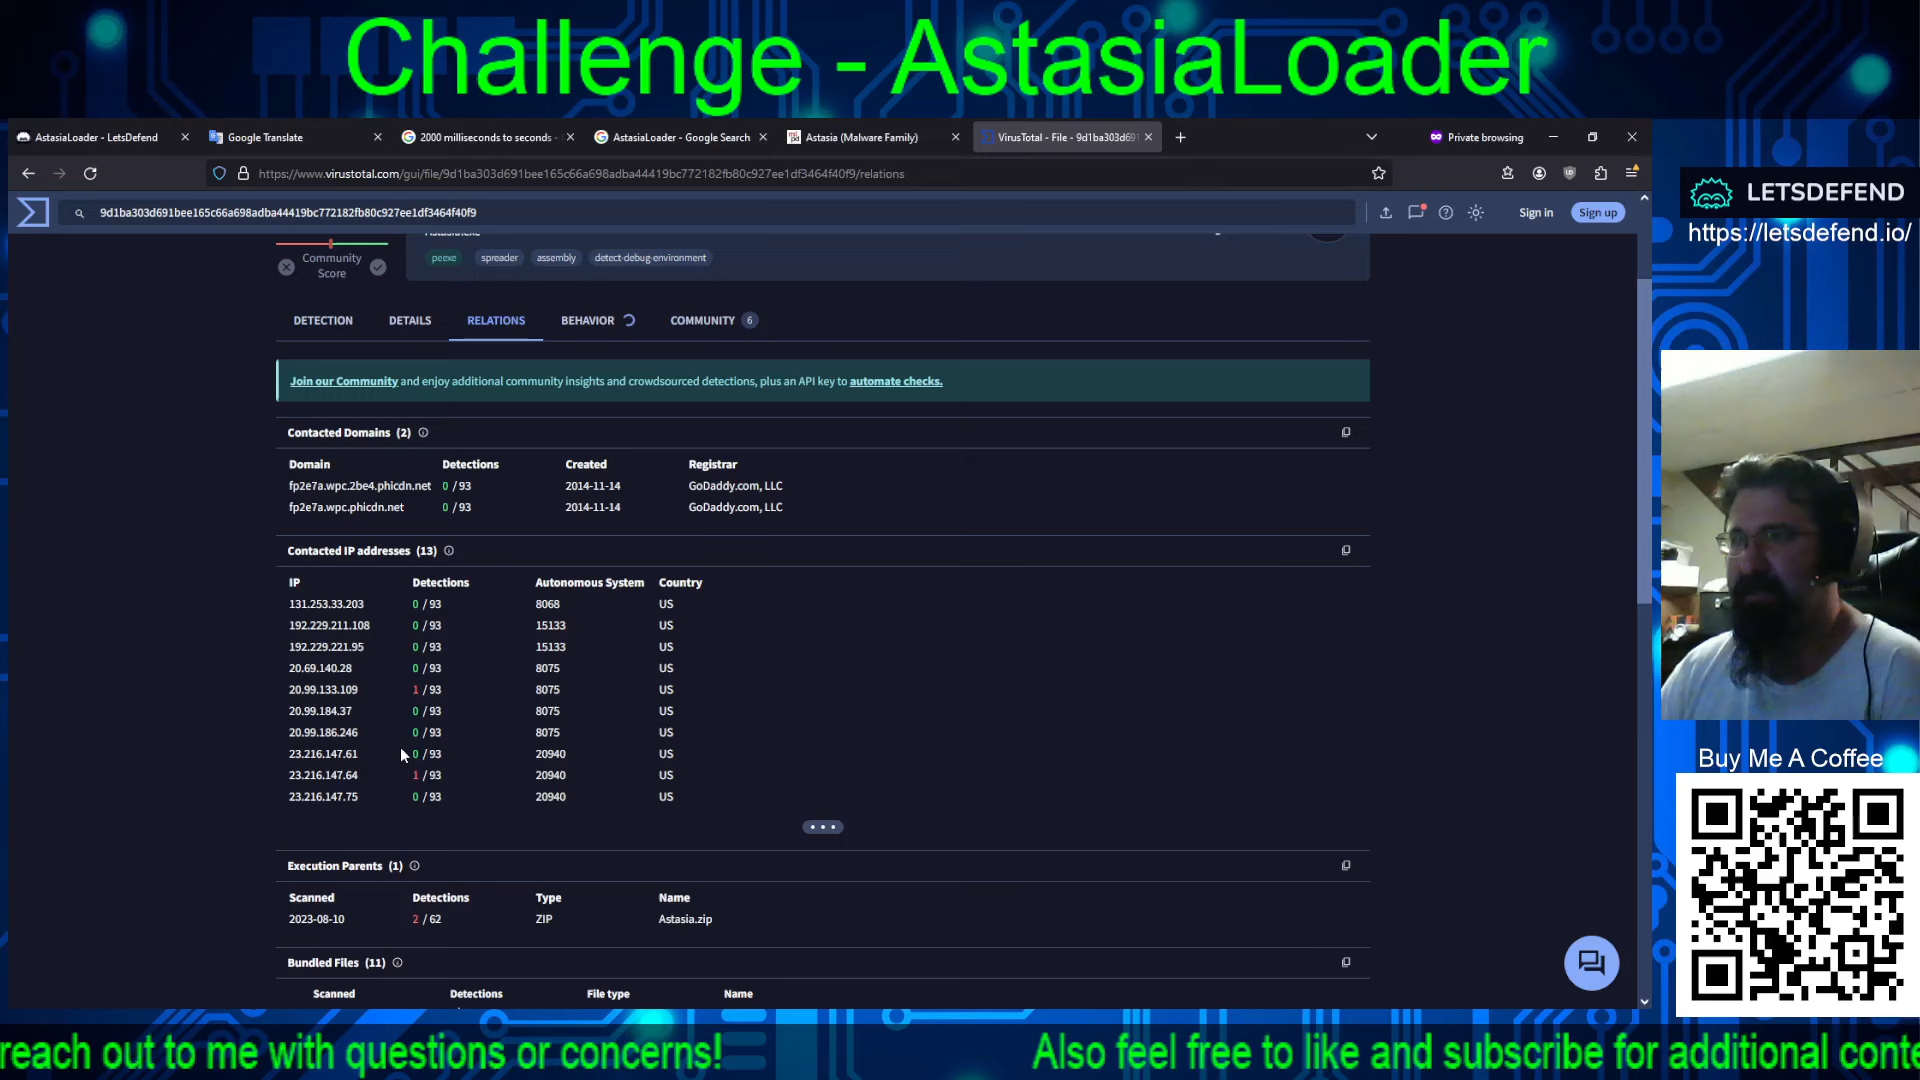 Challenge - AstasiaLoader
AstasiaLoader - LetsDefend
Google Translate
2000 milliseconds to seconds -
AstasiaLoader - Google Search
Astasia (Malware Family)
VirusTotal - File - 9d1ba303d691
Private browsing
https://www.virustotal.com/gui/file/9d1ba303d691bee165c66a698adba44419bc772182fb80c927ee1df3464f40f9/relations
9d1ba303d691bee165c66a698adba44419bc772182fb80c927ee1df3464f40f9
Sign in
Sign up
LETSDEFEND
https://letsdefend.io/
Community
Score
peexe
spreader
assembly
detect-debug-environment
DETECTION
DETAILS
RELATIONS
BEHAVIOR
COMMUNITY 6
Join our Community and enjoy additional community insights and crowdsourced detections, plus an API key to automate checks.
Contacted Domains (2)
Domain Detections Created Registrar
fp2e7a.wpc.2be4.phicdn.net 0 / 93 2014-11-14 GoDaddy.com, LLC
fp2e7a.wpc.phicdn.net 0 / 93 2014-11-14 GoDaddy.com, LLC
Contacted IP addresses (13)
IP Detections Autonomous System Country
131.253.33.203 0 / 93 8068 US
192.229.211.108 0 / 93 15133 US
192.229.221.95 0 / 93 15133 US
20.69.140.28 0 / 93 8075 US
20.99.133.109 1 / 93 8075 US
20.99.184.37 0 / 93 8075 US
20.99.186.246 0 / 93 8075 US
23.216.147.61 0 / 93 20940 US
23.216.147.64 1 / 93 20940 US
23.216.147.75 0 / 93 20940 US
Execution Parents (1)
Scanned Detections Type Name
2023-08-10 2 / 62 ZIP Astasia.zip
Bundled Files (11)
Scanned Detections File type Name
Buy Me A Coffee
reach out to me with questions or concerns!
Also feel free to like and subscribe for additional conte